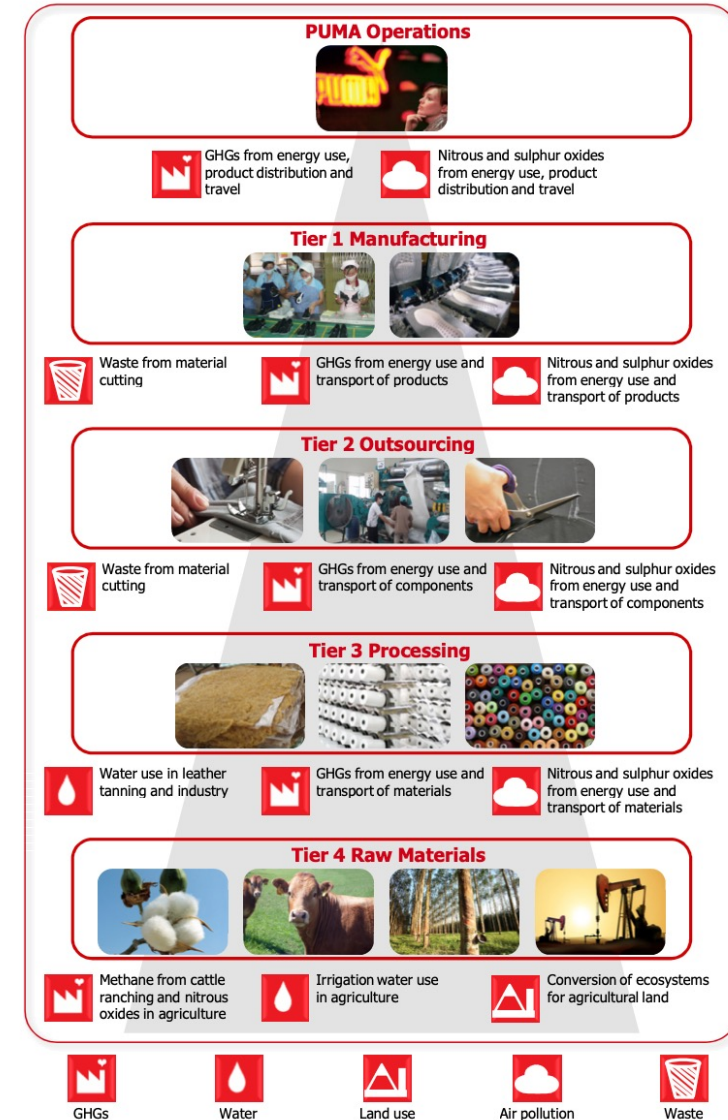 PUMA Operations
PUMA
GHGs from energy use,
product distribution and
travel
Nitrous and sulphur oxides
from energy use, product
distribution and travel
Tier 1 Manufacturing
Waste from material
cutting
GHGs from energy use and
transport of products
Nitrous and sulphur oxides
from energy use and
transport of products
Tier 2 Outsourcing
Waste from material
cutting
GHGs from energy use and
transport of components
Nitrous and sulphur oxides
from energy use and
transport of components
Tier 3 Processing
Water use in leather
tanning and industry
GHGs from energy use and
transport of materials
Nitrous and sulphur oxides
from energy use and
transport of materials
Tier 4 Raw Materials
Methane from cattle
ranching and nitrous
oxides in agriculture
Irrigation water use
in agriculture
Conversion of ecosystems
for agricultural land
GHGs
Water
Land use
Air pollution
Waste